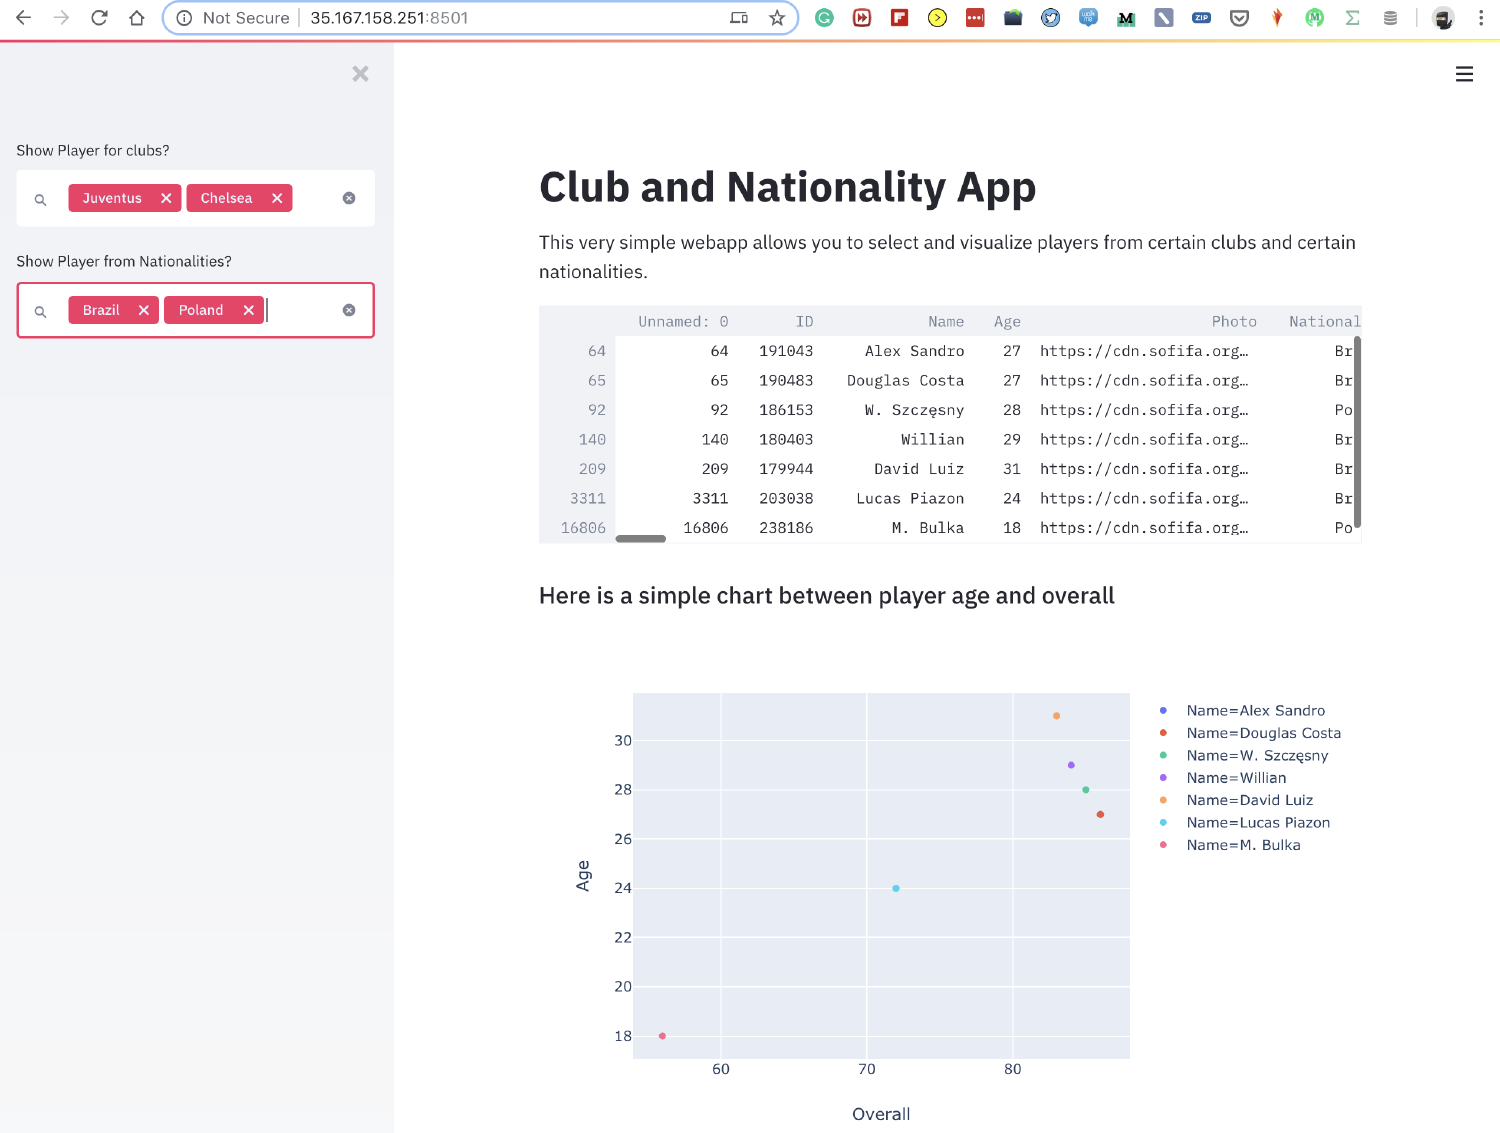 Not Secure | 35.167.158.251:8501
ZIP
Show Player for clubs?
Juventus
Chelsea
Show Player from Nationalities?
Brazil
Poland
Club and Nationality App
This very simple webapp allows you to select and visualize players from certain clubs and certain
nationalities.
Unnamed: 0 ID Name Age Photo National
64 64 191043 Alex Sandro 27 https://cdn.sofifa.org… Br
65 65 190483 Douglas Costa 27 https://cdn.sofifa.org… Br
92 92 186153 W. Szczęsny 28 https://cdn.sofifa.org… Po
140 140 180403 Willian 29 https://cdn.sofifa.org… Br
209 209 179944 David Luiz 31 https://cdn.sofifa.org… Br
3311 3311 203038 Lucas Piazon 24 https://cdn.sofifa.org… Br
16806 16806 238186 M. Bulka 18 https://cdn.sofifa.org… Po
Here is a simple chart between player age and overall
30
28
26
24
22
20
18
Age
60 70 80
Overall
Name=Alex Sandro
Name=Douglas Costa
Name=W. Szczęsny
Name=Willian
Name=David Luiz
Name=Lucas Piazon
Name=M. Bulka